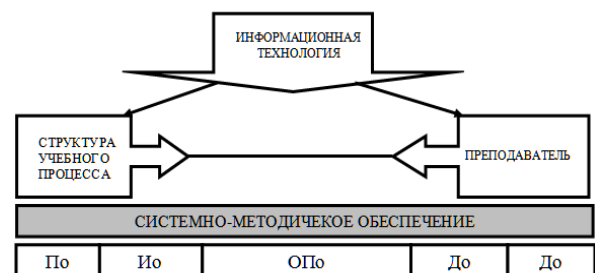 ИНФОРМАЦИОННАЯ
ТЕХНОЛОГИЯ
СТРУКТУРА
УЧЕБНОГО
ПРОЦЕССА
ПРЕПОДАВАТЕЛЬ
СИСТЕМНО-МЕТОДИЧЕКОЕ ОБЕСПЕЧЕНИЕ
По Ио ОПо До До